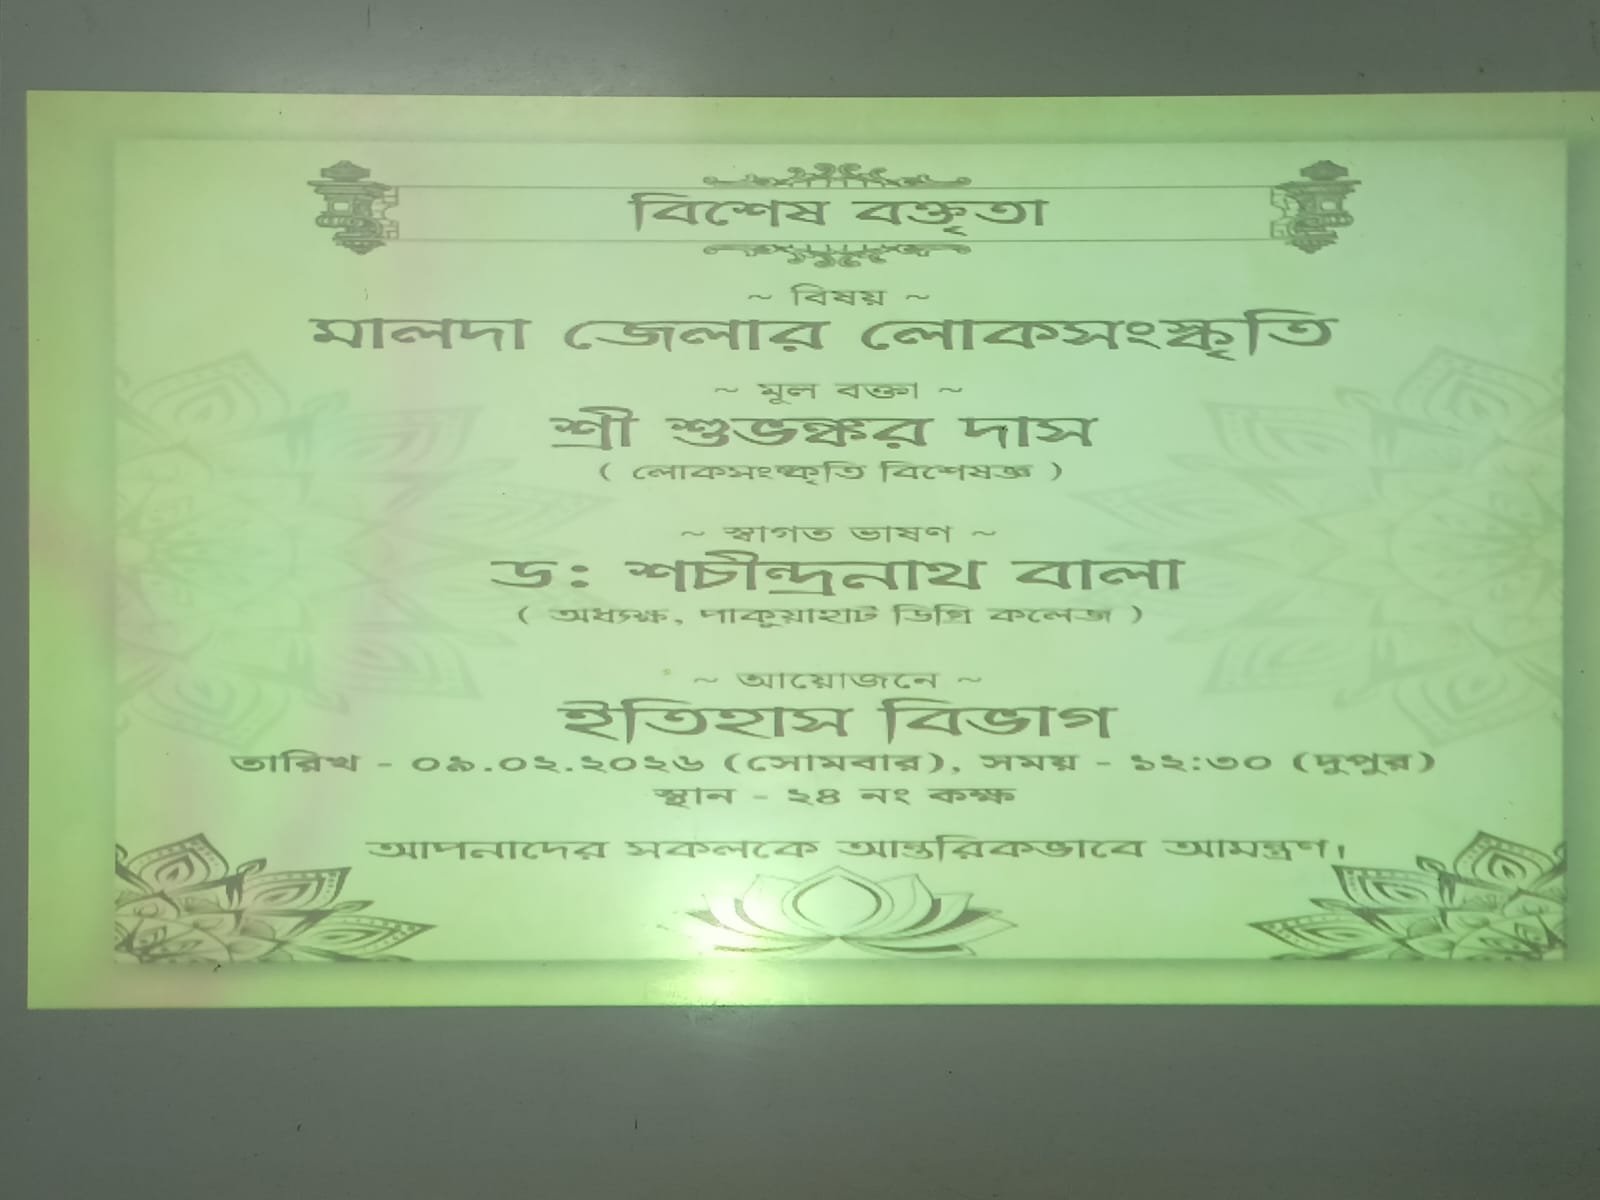 বিশেষ বক্তৃতা
~ বিষয় ~
মালদা জেলার লোকসংস্কৃতি
~ মূল বক্তা ~
শ্রী শুভঙ্কর দাস
( লোকসংস্কৃতি বিশেষজ্ঞ )
~ স্বাগত ভাষণ ~
ড: শচীন্দ্রনাথ বালা
( অধ্যক্ষ, পাকুয়াহাট ডিগ্রি কলেজ )
~ আয়োজনে ~
ইতিহাস বিভাগ
তারিখ - ০৯.০২.২০২৬ (সোমবার), সময় - ১২:৩০ (দুপুর)
স্থান - ২৪ নং কক্ষ
আপনাদের সকলকে আন্তরিকভাবে আমন্ত্রণ।